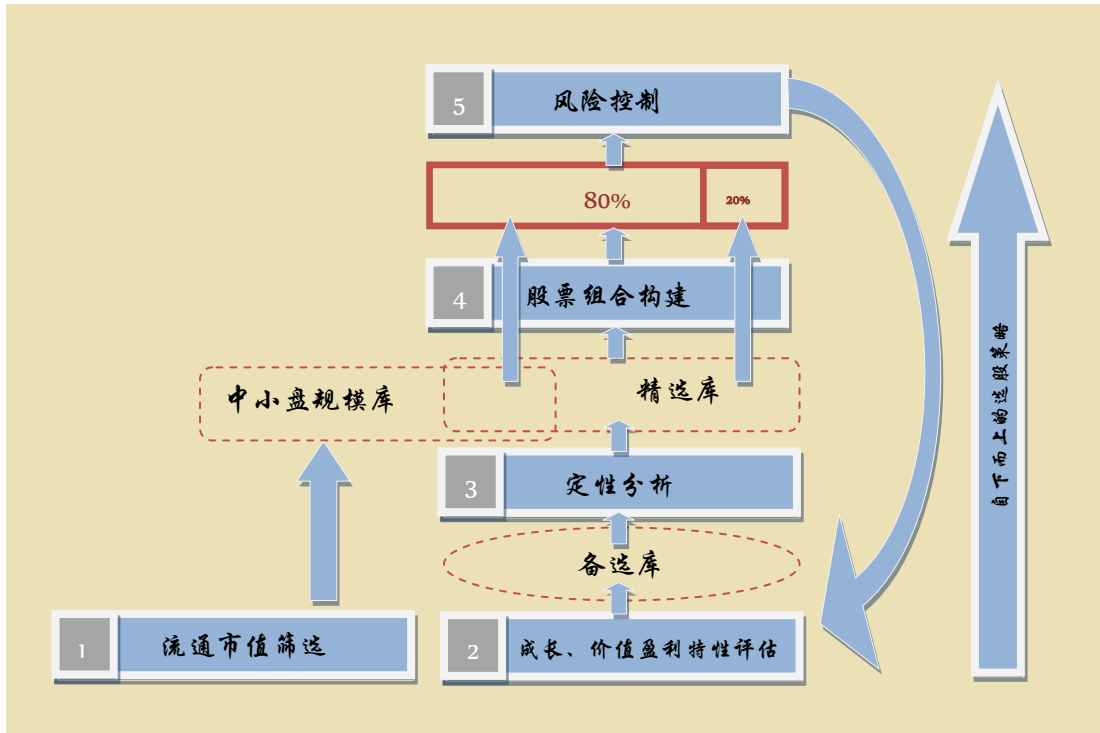 5
风险控制
80%
20%
4
股票组合构建
中小盘规模库
精选库
3
定性分析
备选库
1
流通市值筛选
2
成长、价值盈利特性评估
自下而上的选股策略